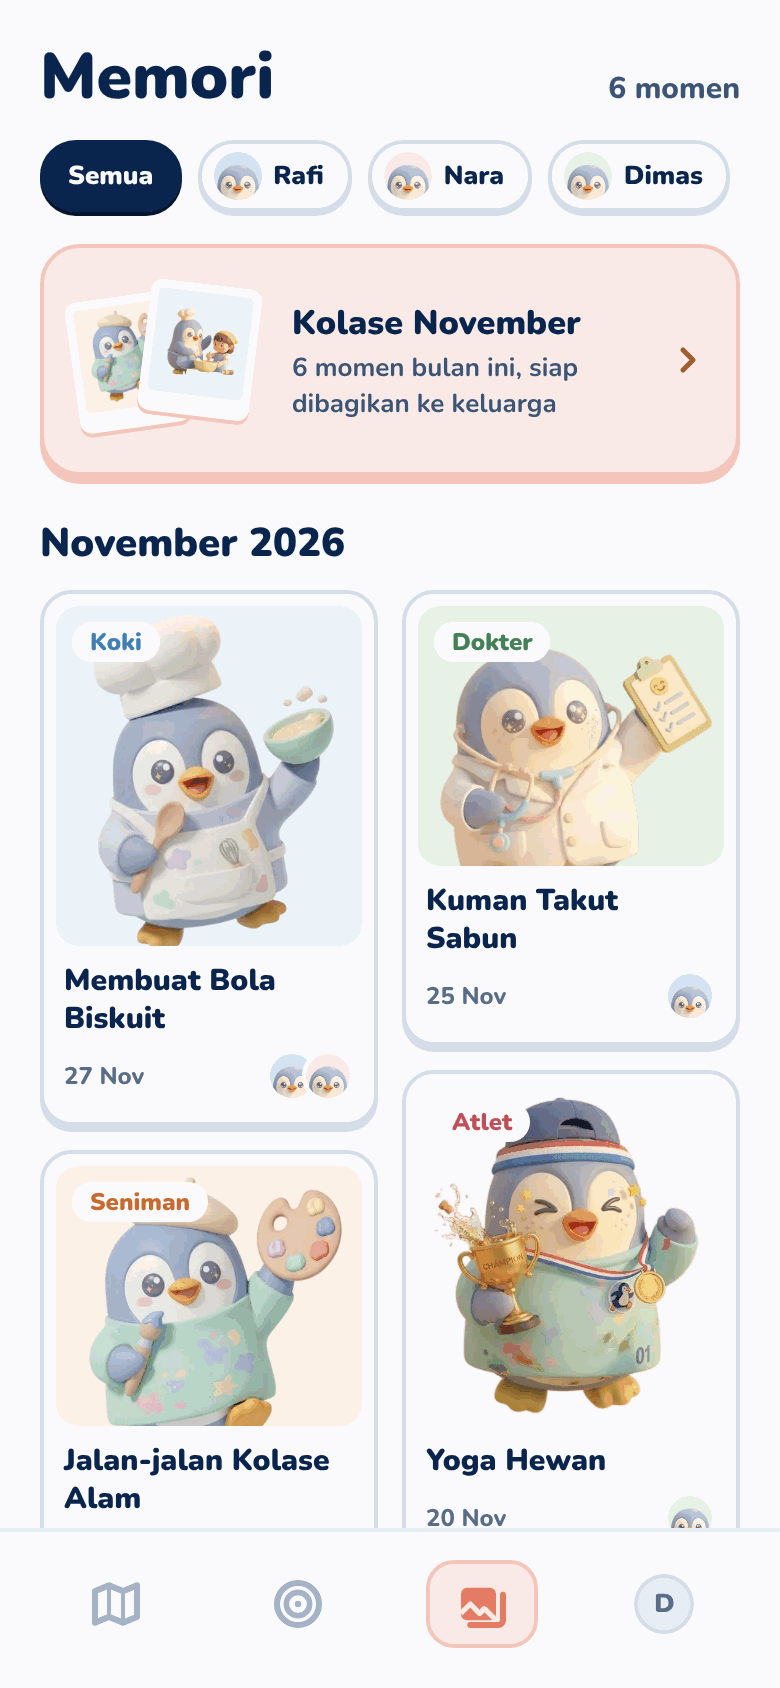 Memori
6 momen
Semua
Rafi
Nara
Dimas
Kolase November
6 momen bulan ini, siap
dibagikan ke keluarga
November 2026
Koki
Membuat Bola
Biskuit
27 Nov
Dokter
Kuman Takut
Sabun
25 Nov
Seniman
Jalan-jalan Kolase
Alam
Atlet
CHAMPION
01
Yoga Hewan
20 Nov
D